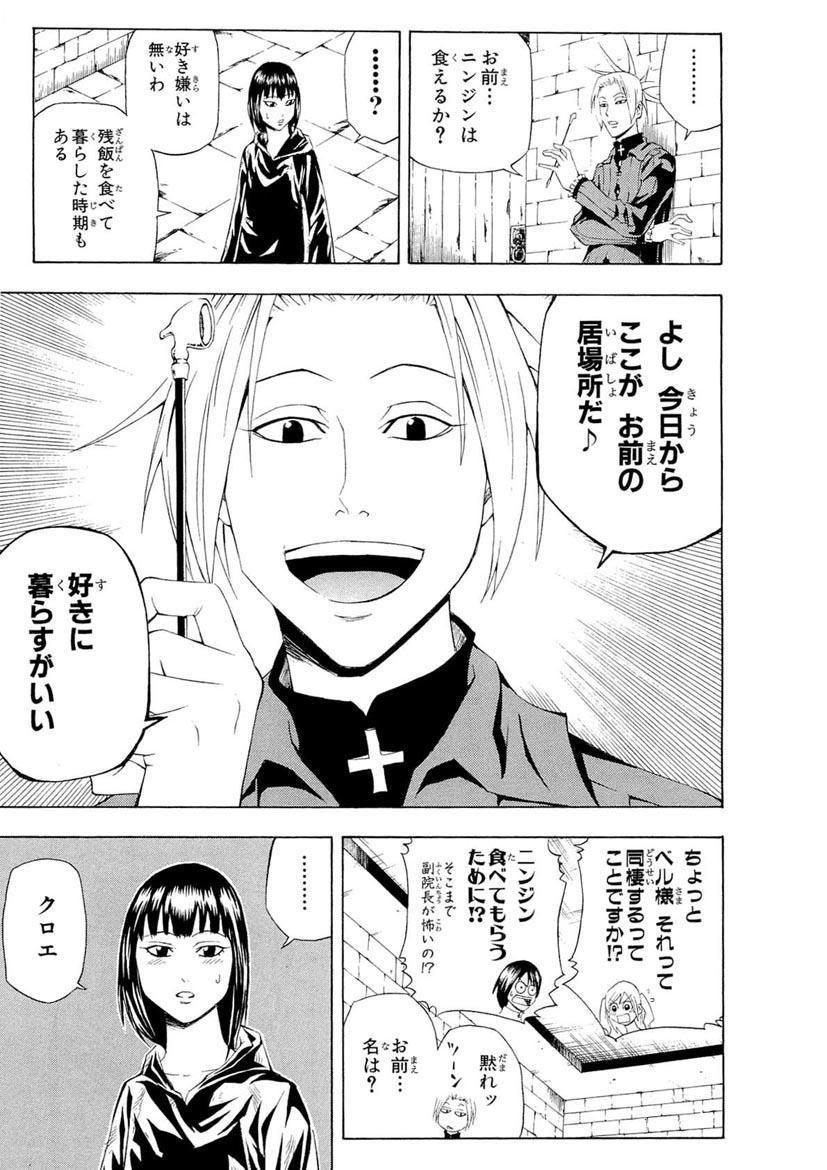 ………
お前…
ニンジンは
食えるか？
………？
好き嫌いは
無いわ
残飯を食べて
暮らした時期も
ある
よし 今日から
ここが お前の
居場所だ♪
好きに
暮らすがいい
ちょっと
ベル様 それって
同棲するって
ことですか!?
ニンジン
食べてもらう
ために!?
そこまで
副院長が怖いの!?
黙れッ
ツーン
お前…
名は？
………
クロエ